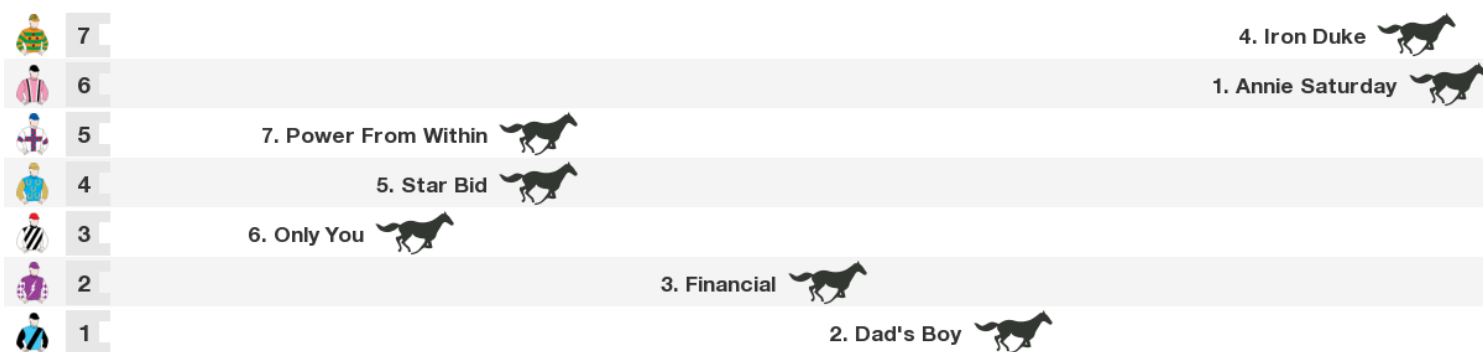 7 4. Iron Duke
6 1. Annie Saturday
5 7. Power From Within
4 5. Star Bid
3 6. Only You
2 3. Financial
1 2. Dad's Boy